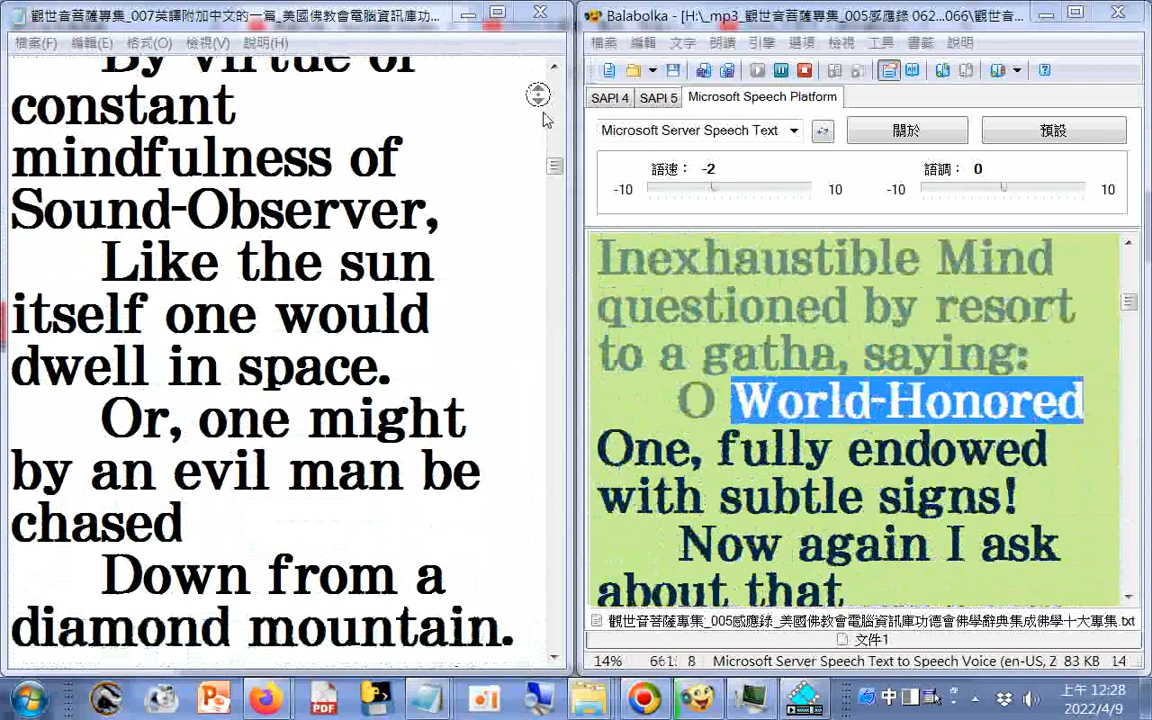 觀世音菩薩專集_007英譯附加中文的一篇_美國佛教會電腦資訊庫功...
檔案(F) 編輯(E) 格式(O) 檢視(V) 說明(H)
By virtue of
constant
mindfulness of
Sound-Observer,
Like the sun
itself one would
dwell in space.
Or, one might
by an evil man be
chased
Down from a
diamond mountain.
Balabolka - [H:\_mp3_觀世音菩薩專集_005感應錄 062...066\觀世音...
檔案 編輯 文字 朗讀 引擎 選項 檢視 工具 書籤 說明
SAPI 4 SAPI 5 Microsoft Speech Platform
Microsoft Server Speech Text 關於 預設
語速： -2 語調： 0
-10 10 -10 10
Inexhaustible Mind
questioned by resort
to a gatha, saying:
O World-Honored
One, fully endowed
with subtle signs!
Now again I ask
about that
觀世音菩薩專集_005感應錄_美國佛教會電腦資訊庫功德會佛學辭典集成佛學十大專集.txt
文件1
14% 661: 8 Microsoft Server Speech Text to Speech Voice (en-US, Z 83 KB 14
中 上午 12:28
2022/4/9